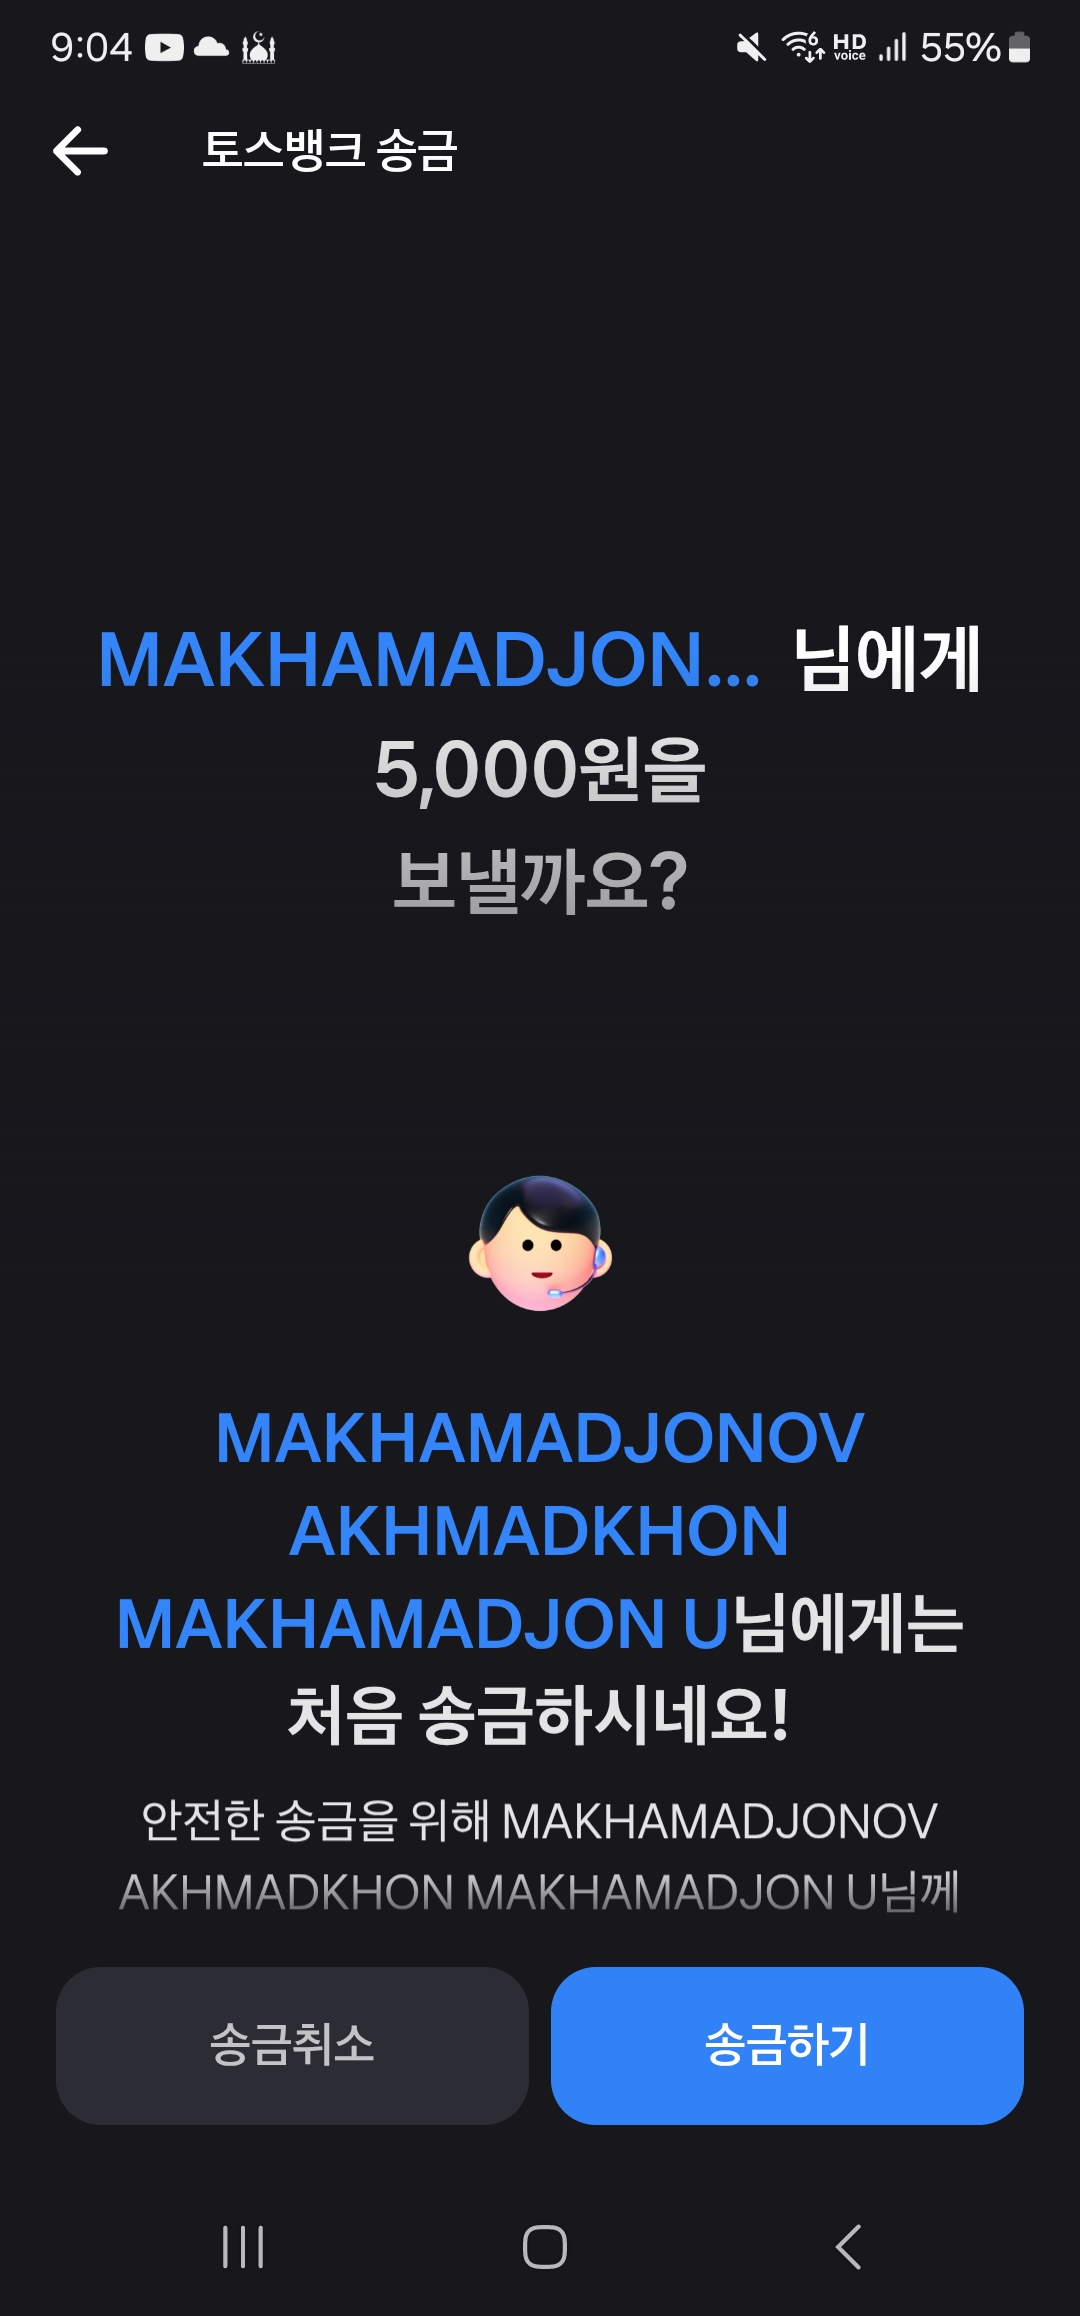 9:04 HD voice 55%
토스뱅크 송금
MAKHAMADJON... 님에게
5,000원을
보낼까요?
MAKHAMADJONOV
AKHMADKHON
MAKHAMADJON U님에게는
처음 송금하시네요!
안전한 송금을 위해 MAKHAMADJONOV
AKHMADKHON MAKHAMADJON U님께
송금취소 송금하기